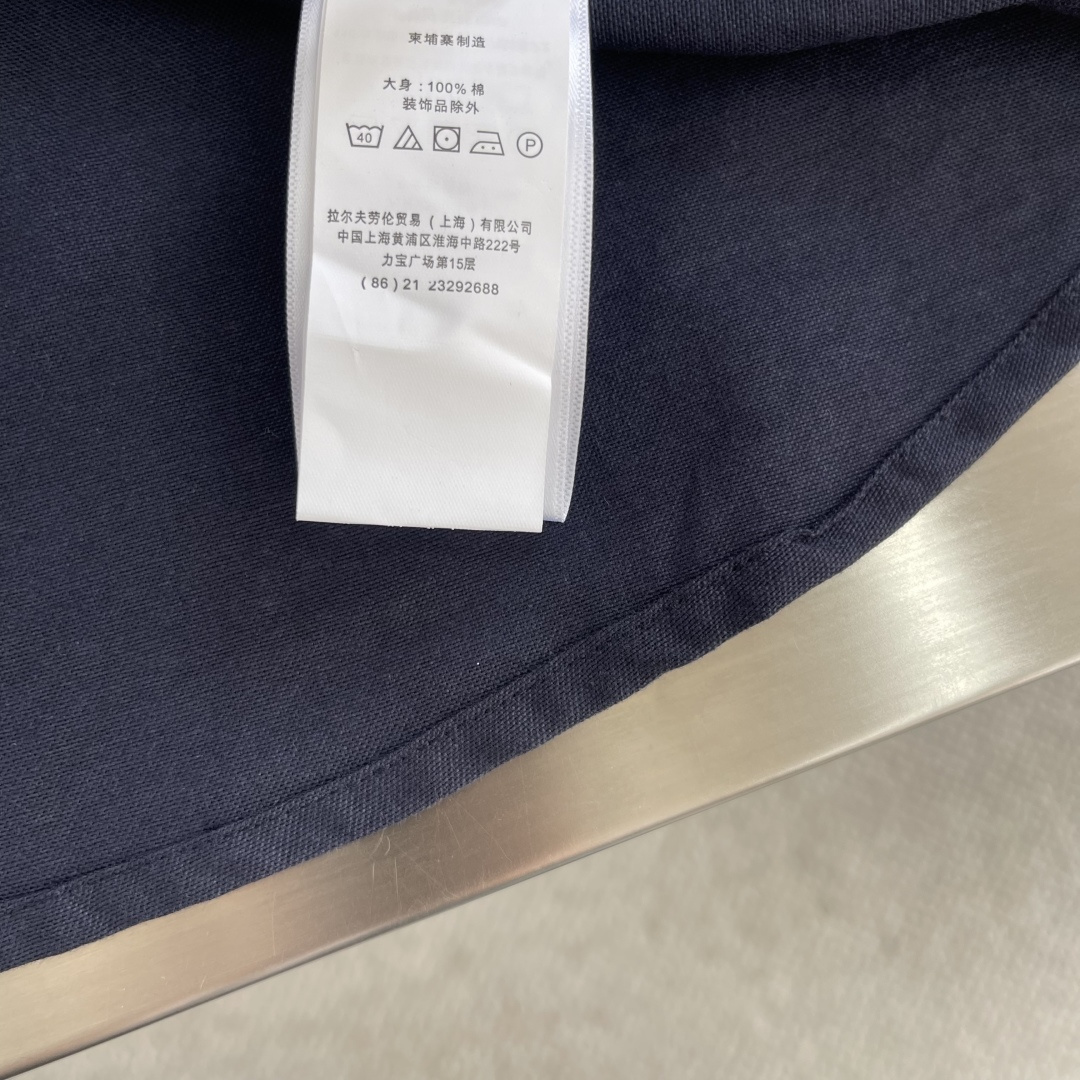 柬埔寨制造
大身 : 100% 棉
装饰品除外
40 P
拉尔夫劳伦贸易 ( 上海 ) 有限公司
中国上海黄浦区淮海中路222号
力宝广场第15层
( 86 ) 21 23292688